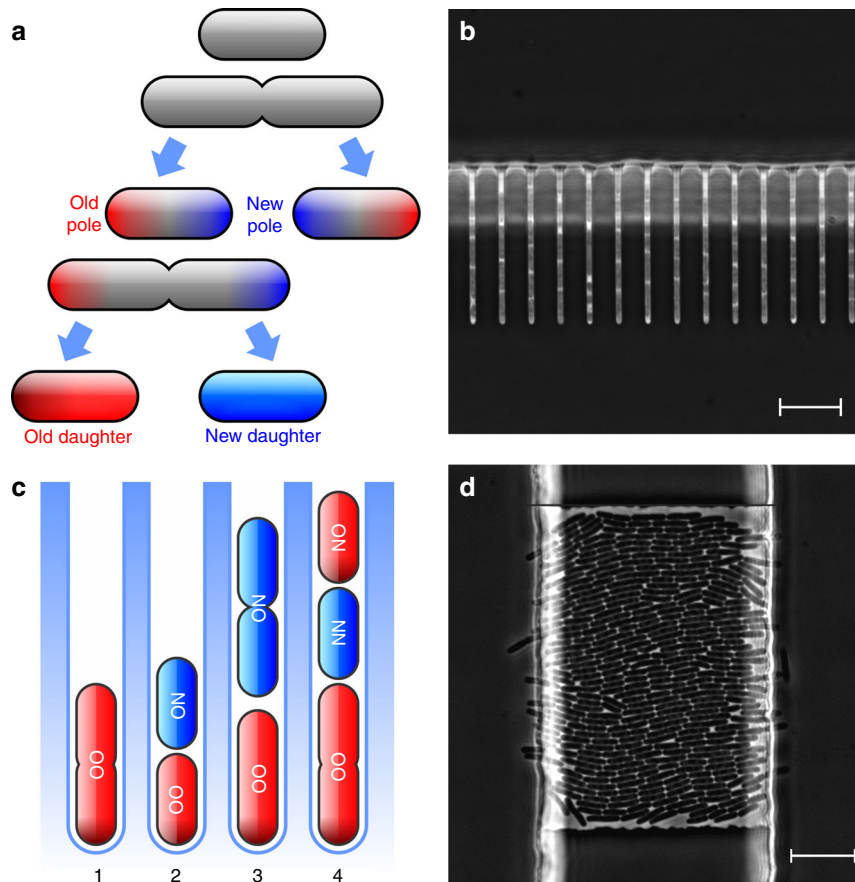 a
Old pole
New pole
Old daughter
New daughter
b
c
OO
ON
OO
ON
OO
NO
NN
OO
1 2 3 4
d